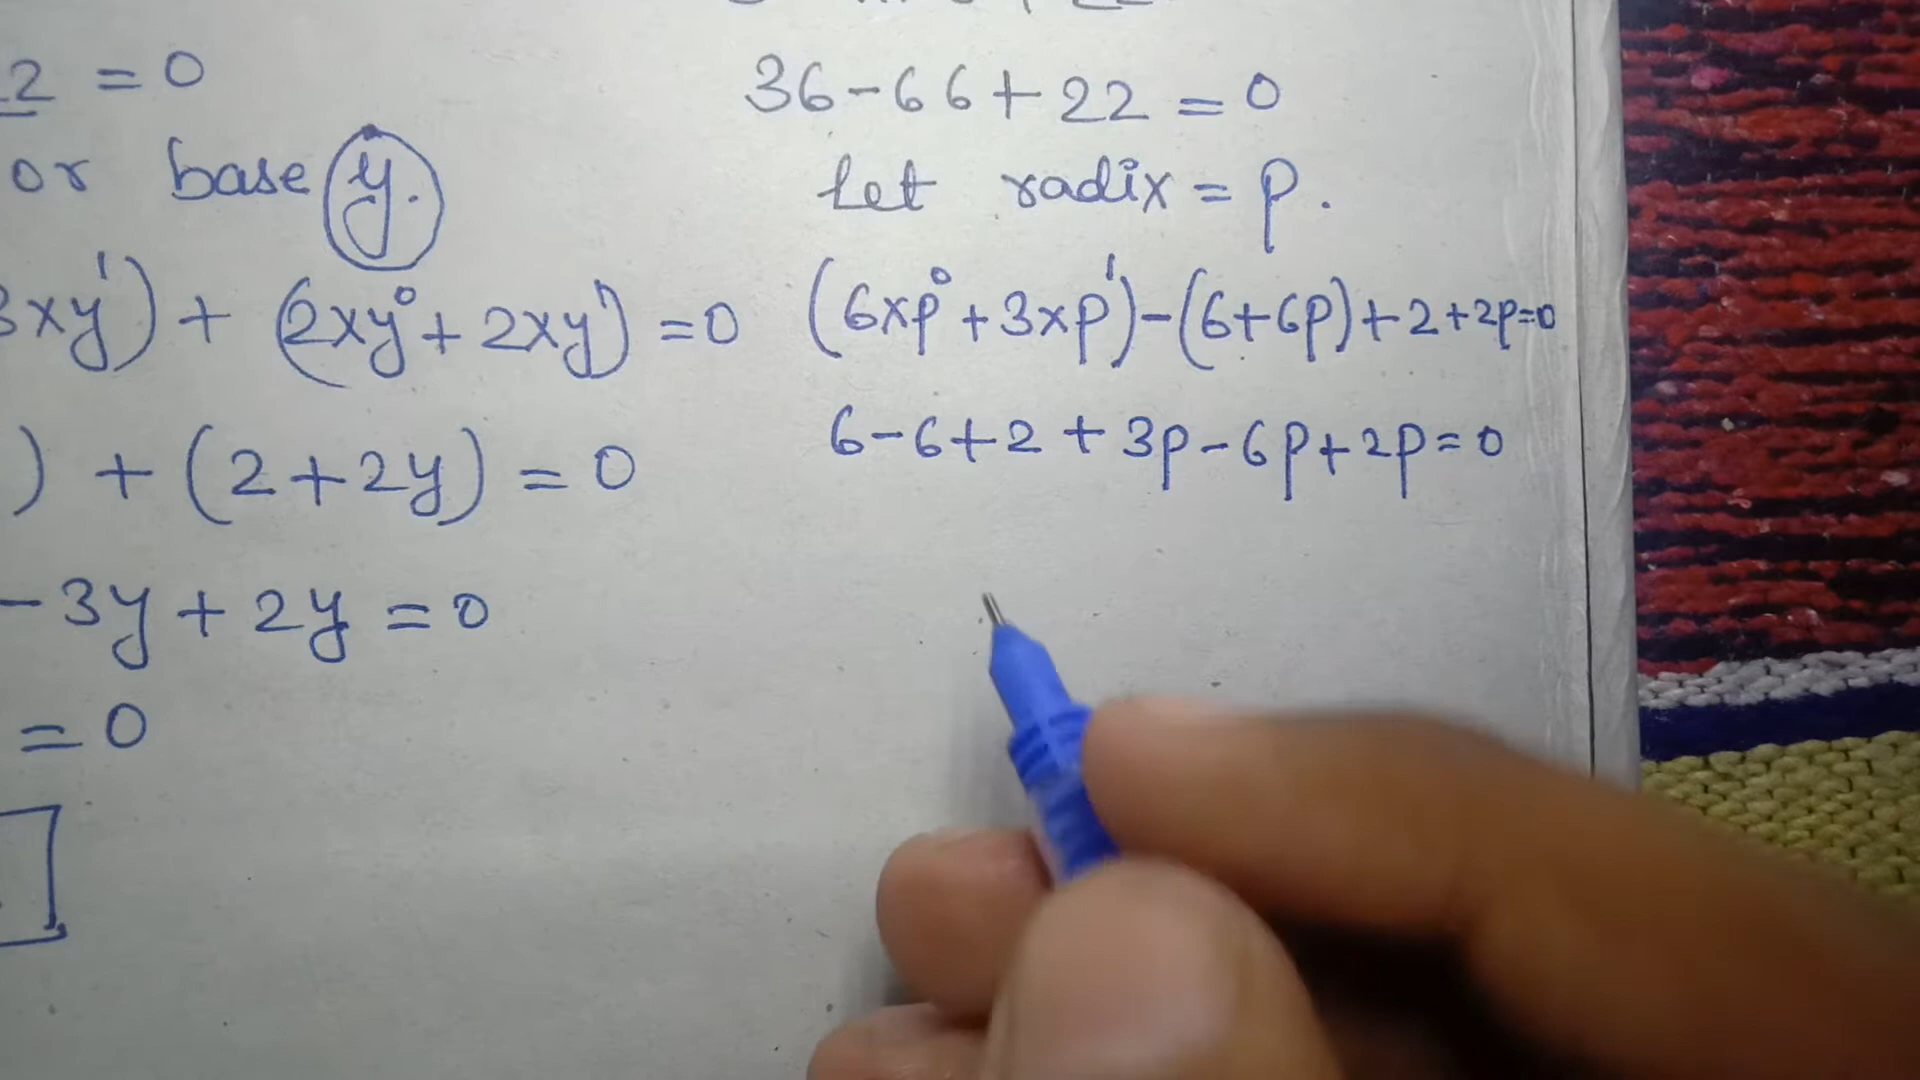 22 = 0
or base y.
3xy¹) + (2xy⁰ + 2xy¹) = 0
) + (2 + 2y) = 0
- 3y + 2y = 0
= 0
36 - 66 + 22 = 0
Let radix = p.
(6xp⁰ + 3xp¹) - (6 + 6p) + 2 + 2p = 0
6 - 6 + 2 + 3p - 6p + 2p = 0